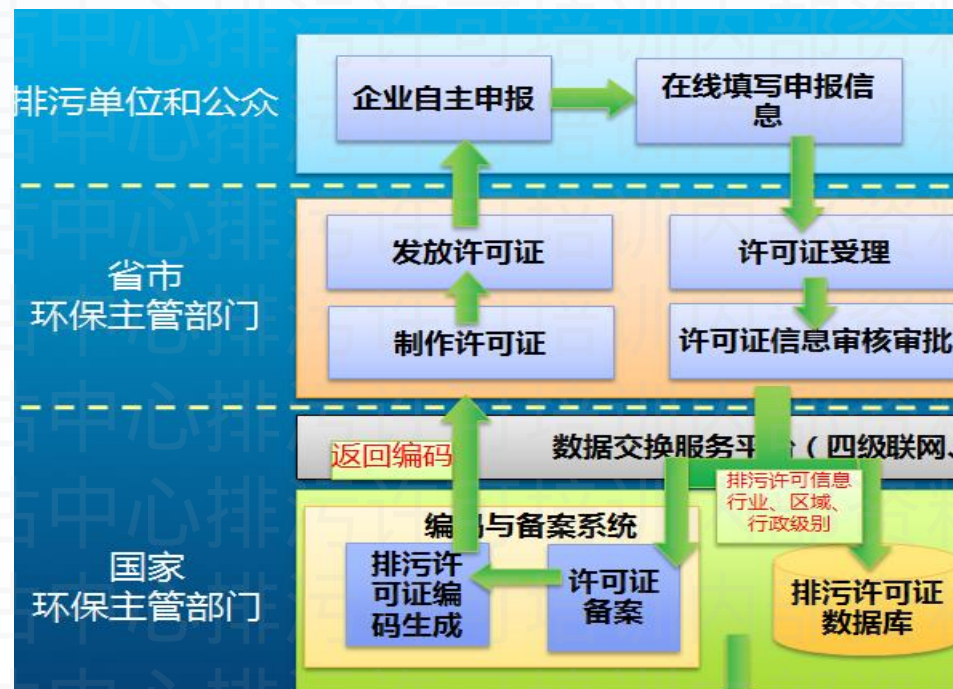 排污单位和公众
企业自主申报
在线填写申报信
息
省市
环保主管部门
发放许可证
许可证受理
制作许可证
许可证信息审核审批
返回编码
数据交换服务平台（四级联网、
排污许可信息
行业、区域、
行政级别
国家
环保主管部门
编码与备案系统
排污许
可证编
码生成
许可证
备案
排污许可证
数据库